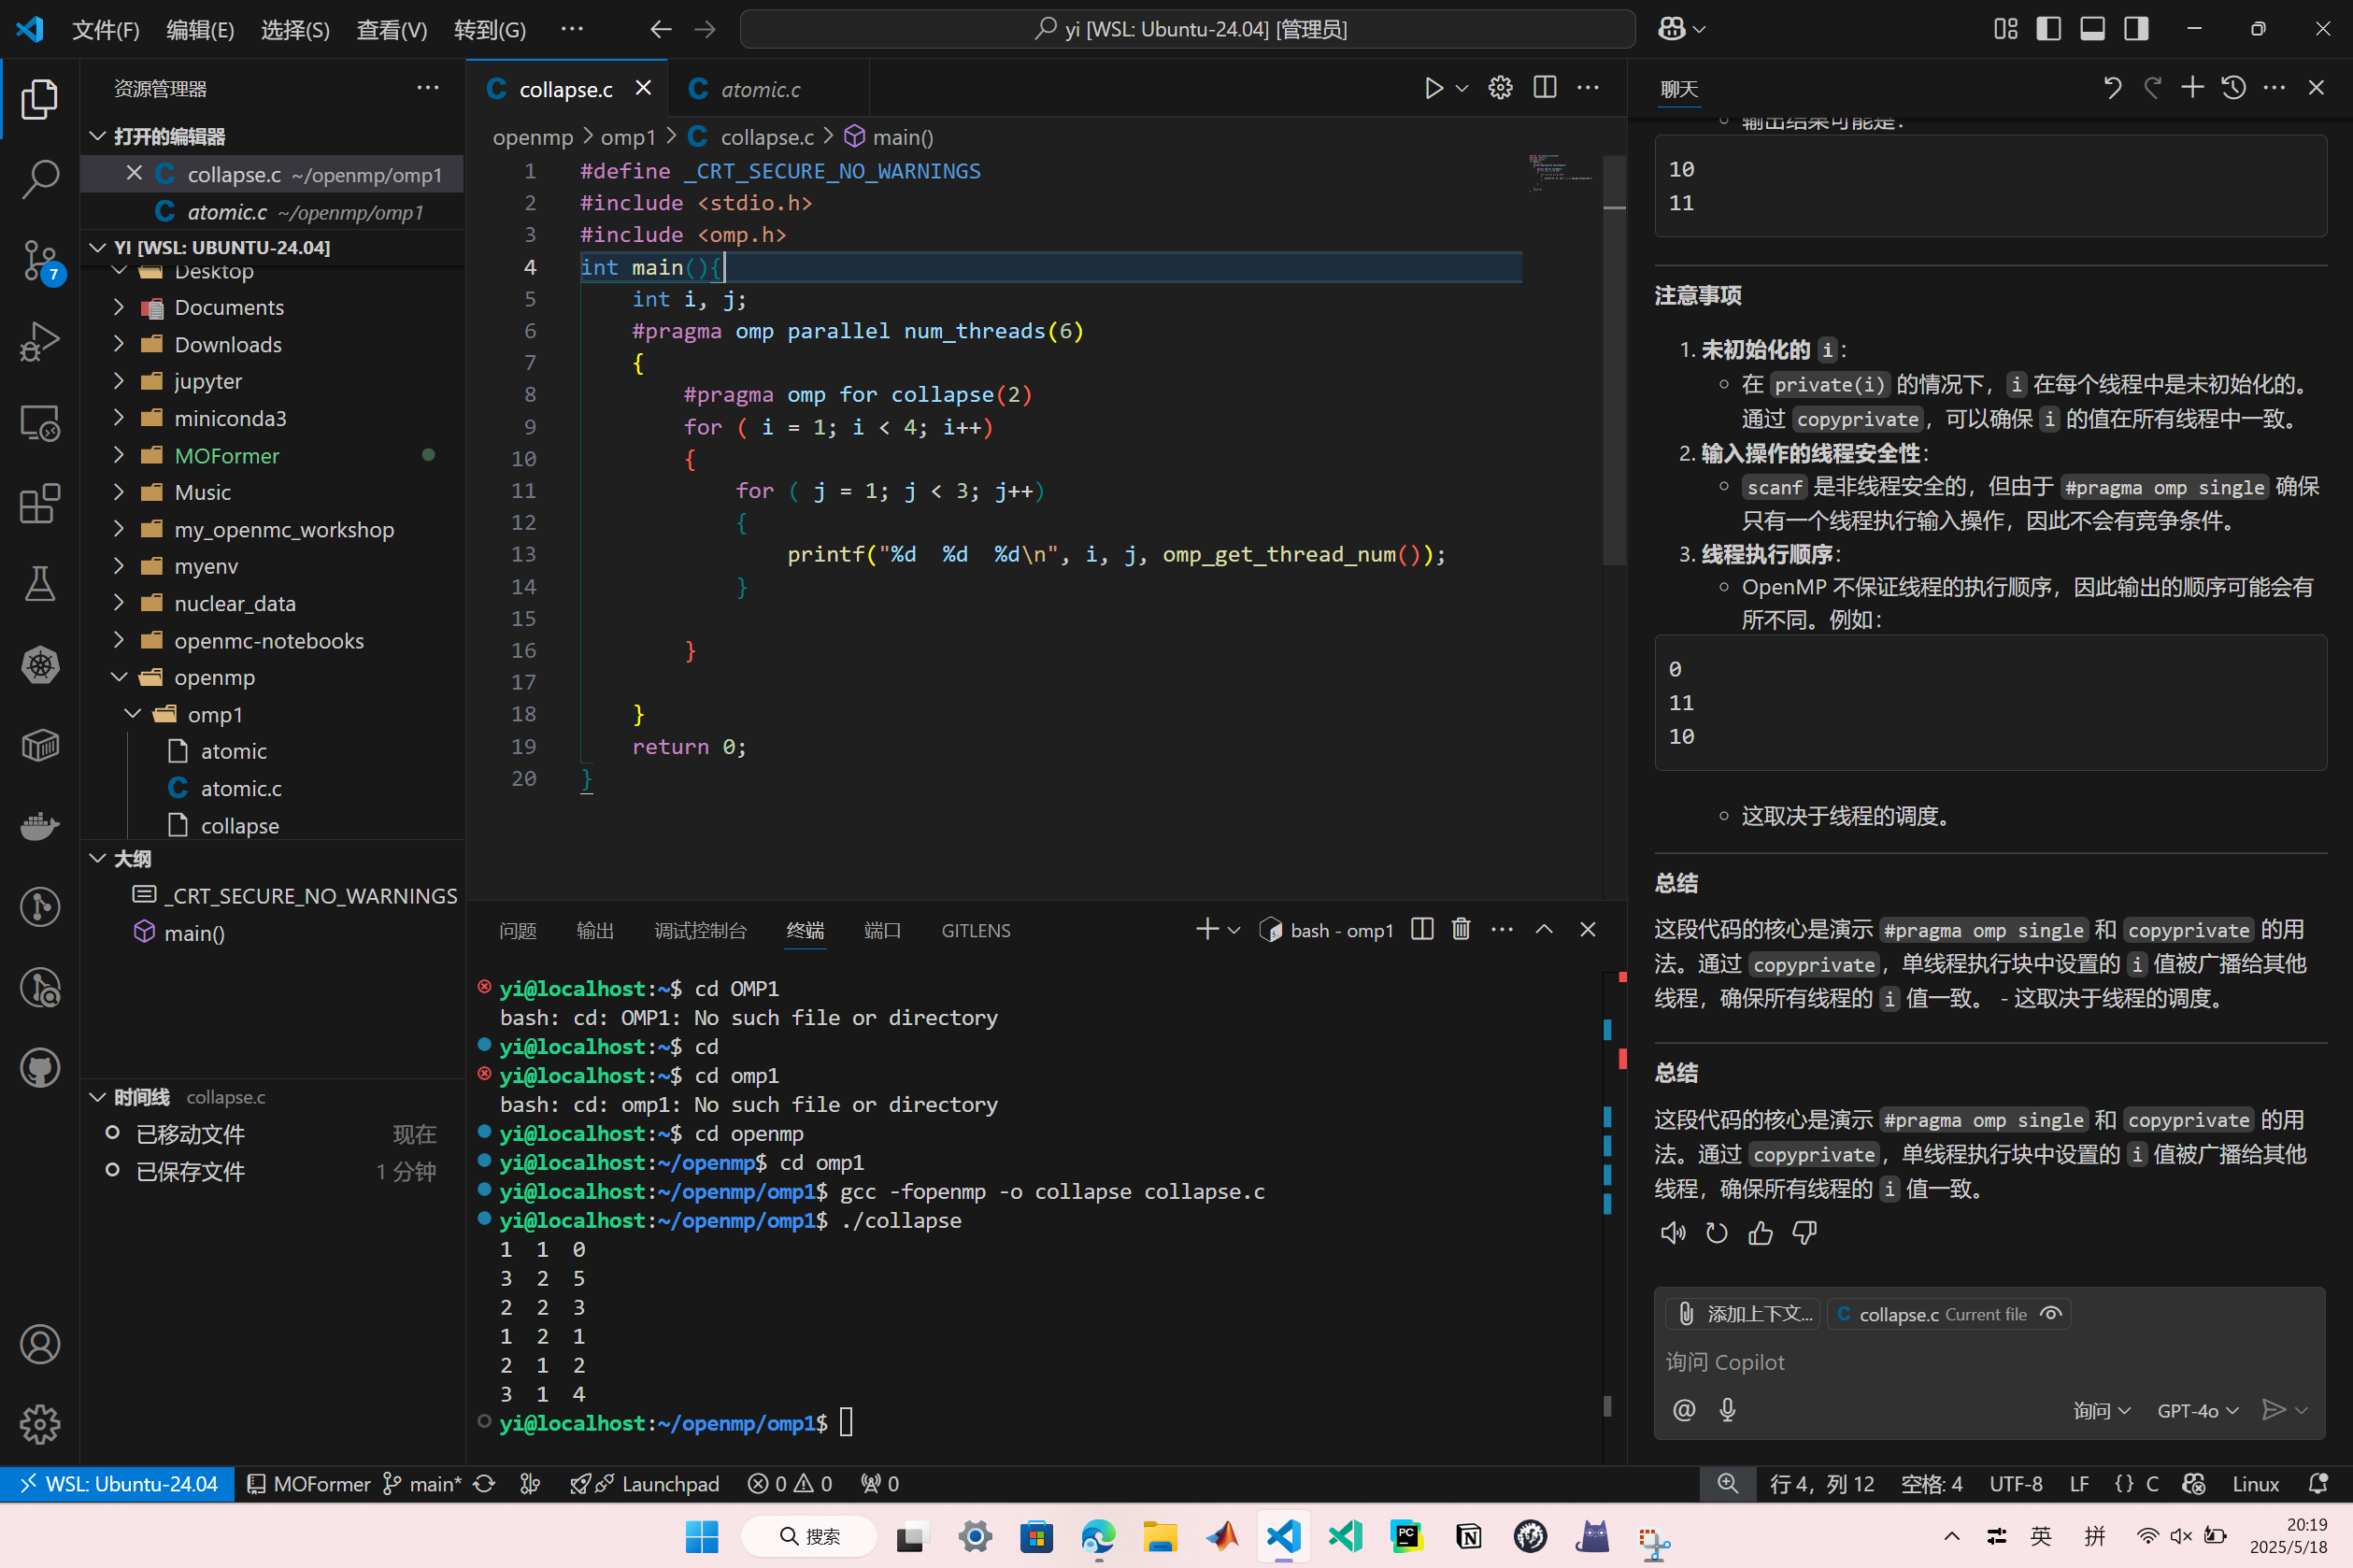 文件(F) 编辑(E) 选择(S) 查看(V) 转到(G) ··· yi [WSL: Ubuntu-24.04] [管理员]
资源管理器
打开的编辑器
collapse.c ~/openmp/omp1
atomic.c ~/openmp/omp1
YI [WSL: UBUNTU-24.04]
Desktop
Documents
Downloads
jupyter
miniconda3
MOFormer
Music
my_openmc_workshop
myenv
nuclear_data
openmc-notebooks
openmp
omp1
atomic
atomic.c
collapse
大纲
_CRT_SECURE_NO_WARNINGS
main()
时间线 collapse.c
已移动文件 现在
已保存文件 1 分钟
7
collapse.c atomic.c
openmp > omp1 > collapse.c > main()
1 #define _CRT_SECURE_NO_WARNINGS
2 #include <stdio.h>
3 #include <omp.h>
4 int main(){
5 int i, j;
6 #pragma omp parallel num_threads(6)
7 {
8 #pragma omp for collapse(2)
9 for ( i = 1; i < 4; i++)
10 {
11 for ( j = 1; j < 3; j++)
12 {
13 printf("%d  %d  %d\n", i, j, omp_get_thread_num());
14 }
15
16 }
17
18 }
19 return 0;
20 }
问题 输出 调试控制台 终端 端口 GITLENS bash - omp1
yi@localhost:~$ cd OMP1
bash: cd: OMP1: No such file or directory
yi@localhost:~$ cd
yi@localhost:~$ cd omp1
bash: cd: omp1: No such file or directory
yi@localhost:~$ cd openmp
yi@localhost:~/openmp$ cd omp1
yi@localhost:~/openmp/omp1$ gcc -fopenmp -o collapse collapse.c
yi@localhost:~/openmp/omp1$ ./collapse
1  1  0
3  2  5
2  2  3
1  2  1
2  1  2
3  1  4
yi@localhost:~/openmp/omp1$
聊天
输出结果可能是：
10
11
注意事项
1. 未初始化的 i：
在 private(i) 的情况下，i 在每个线程中是未初始化的。
通过 copyprivate，可以确保 i 的值在所有线程中一致。
2. 输入操作的线程安全性：
scanf 是非线程安全的，但由于 #pragma omp single 确保
只有一个线程执行输入操作，因此不会有竞争条件。
3. 线程执行顺序：
OpenMP 不保证线程的执行顺序，因此输出的顺序可能会有
所不同。例如：
0
11
10
这取决于线程的调度。
总结
这段代码的核心是演示 #pragma omp single 和 copyprivate 的用
法。通过 copyprivate，单线程执行块中设置的 i 值被广播给其他
线程，确保所有线程的 i 值一致。 - 这取决于线程的调度。
总结
这段代码的核心是演示 #pragma omp single 和 copyprivate 的用
法。通过 copyprivate，单线程执行块中设置的 i 值被广播给其他
线程，确保所有线程的 i 值一致。
添加上下文... collapse.c Current file
询问 Copilot
@ 询问 GPT-4o
WSL: Ubuntu-24.04 MOFormer main* Launchpad 0 0 0 行 4，列 12 空格: 4 UTF-8 LF {} C Linux
搜索 PC 英 拼 20:19
2025/5/18